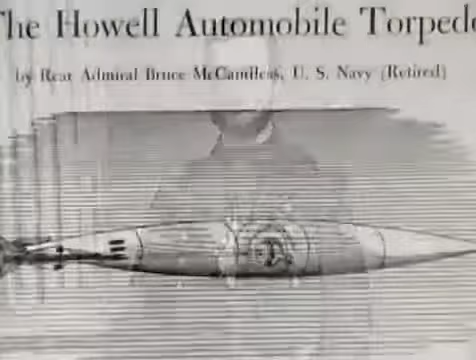 The Howell Automobile Torpedo
by Rear Admiral Bruce McCandless, U. S. Navy (Retired)